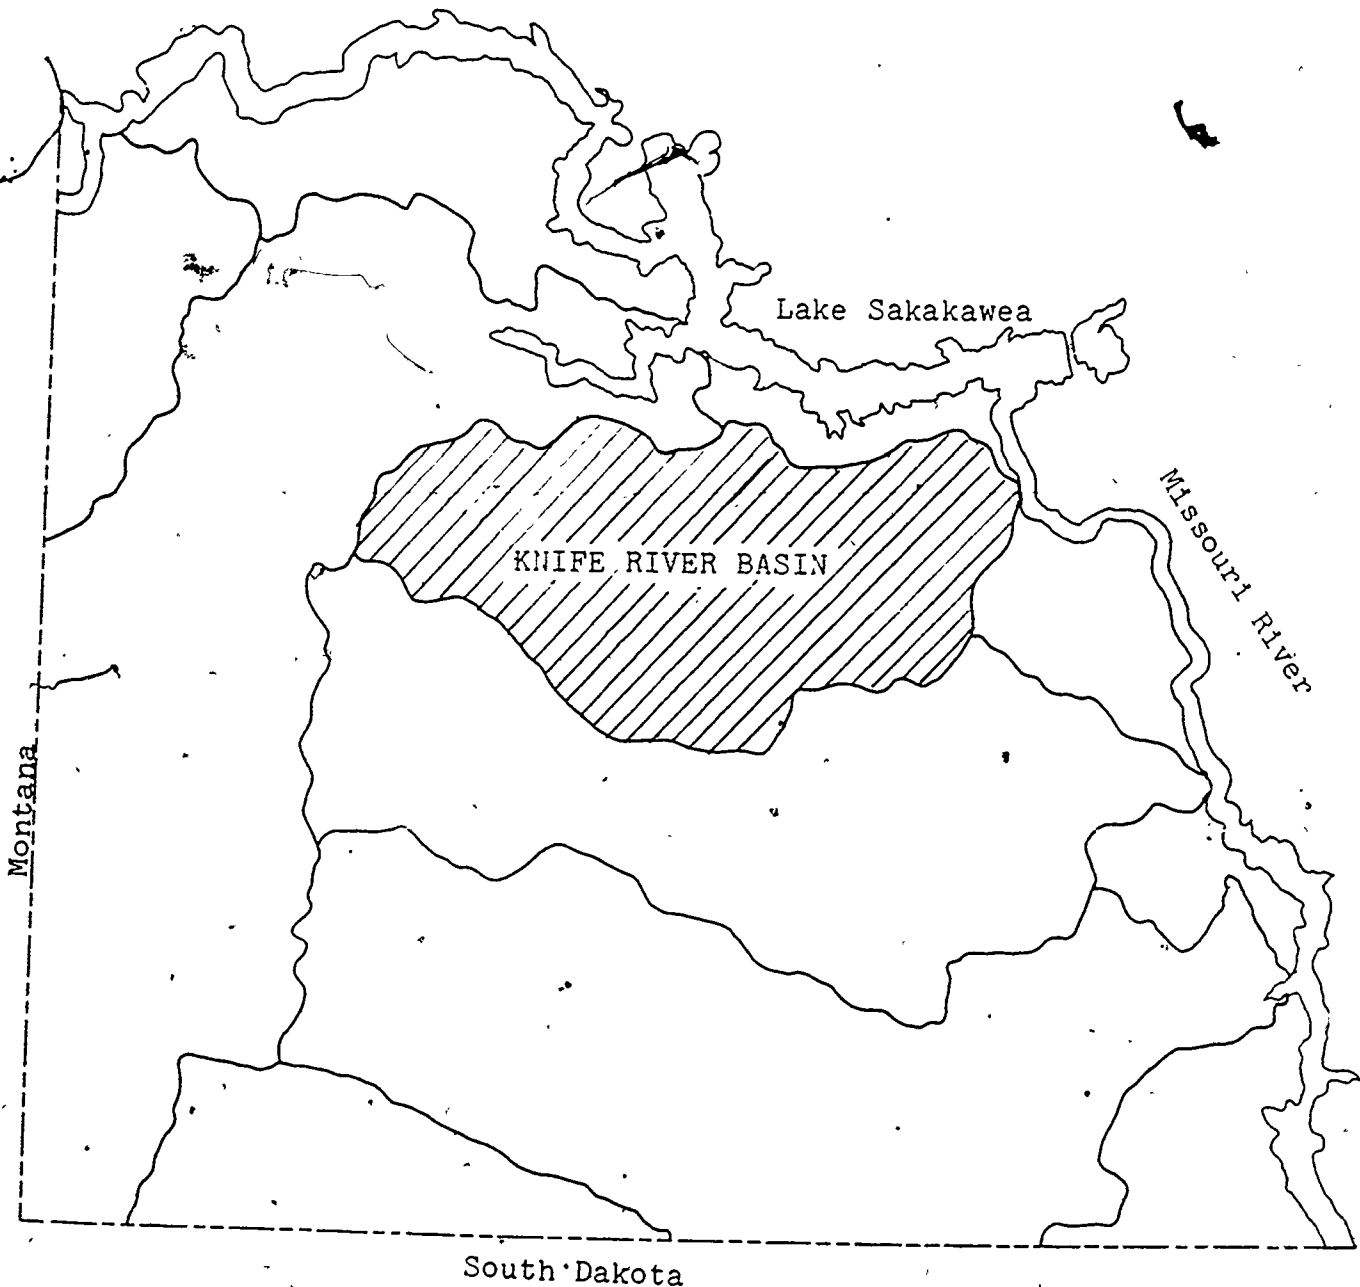 Lake Sakakawea
Missouri River
KNIFE RIVER BASIN
Montana
South Dakota